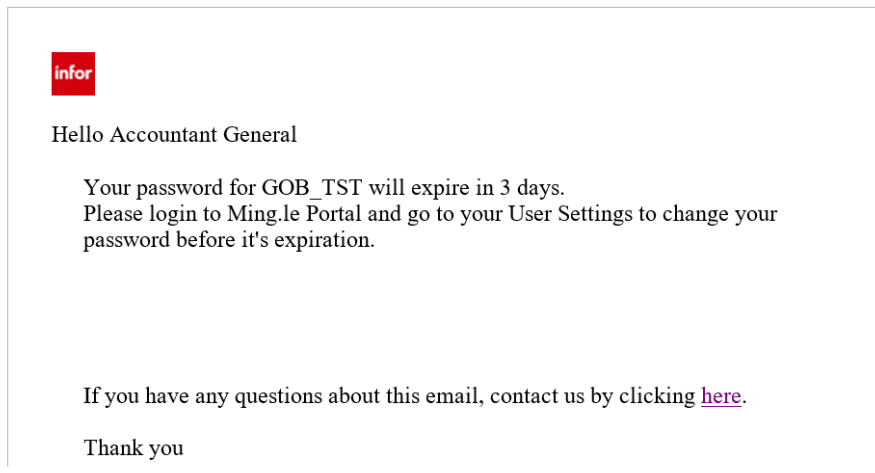 infor
Hello Accountant General
Your password for GOB_TST will expire in 3 days.
Please login to Ming.le Portal and go to your User Settings to change your
password before it's expiration.
If you have any questions about this email, contact us by clicking here.
Thank you